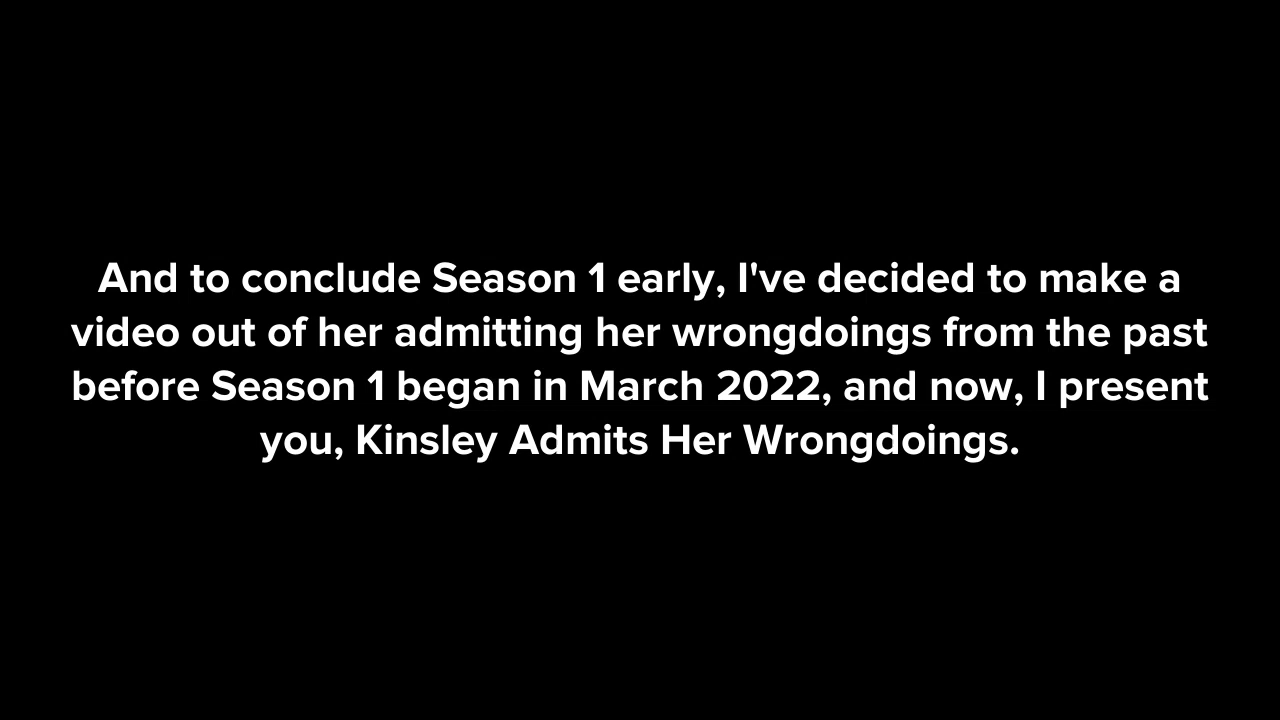 And to conclude Season 1 early, I've decided to make a
video out of her admitting her wrongdoings from the past
before Season 1 began in March 2022, and now, I present
you, Kinsley Admits Her Wrongdoings.